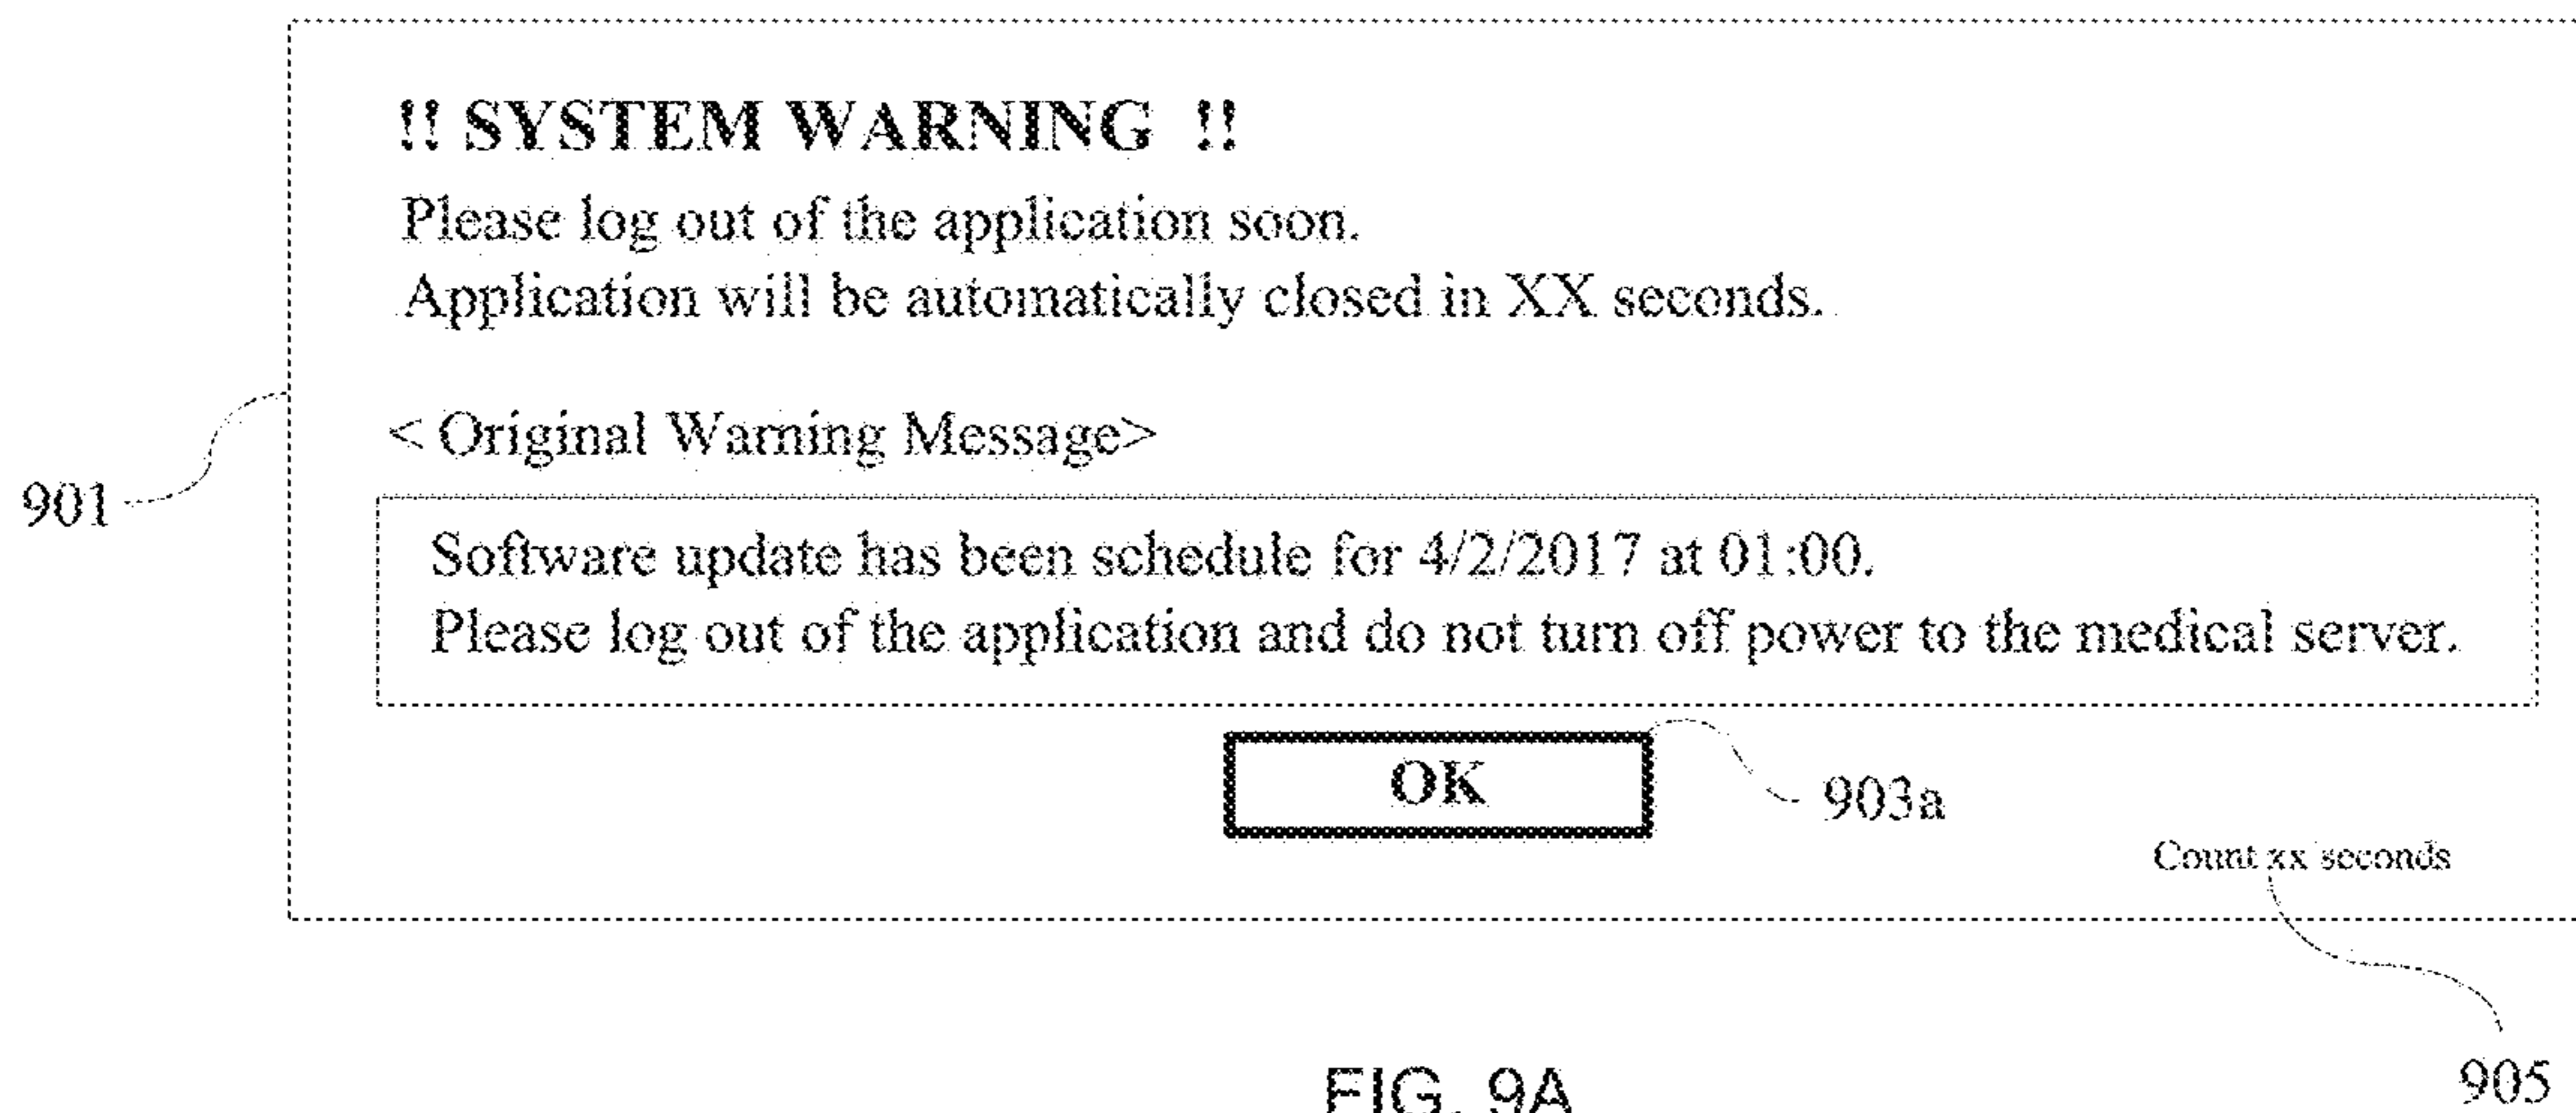 !! SYSTEM WARNING !!
Please log out of the application soon.
Application will be automatically closed in XX seconds.
< Original Warning Message>
901
Software update has been schedule for 4/2/2017 at 01:00.
Please log out of the application and do not turn off power to the medical server.
OK
903a
Count xx seconds
905
FIG. 9A